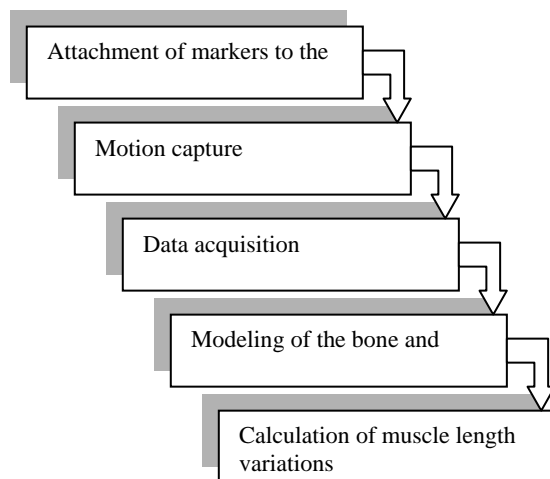 Attachment of markers to the
Motion capture
Data acquisition
Modeling of the bone and
Calculation of muscle length
variations